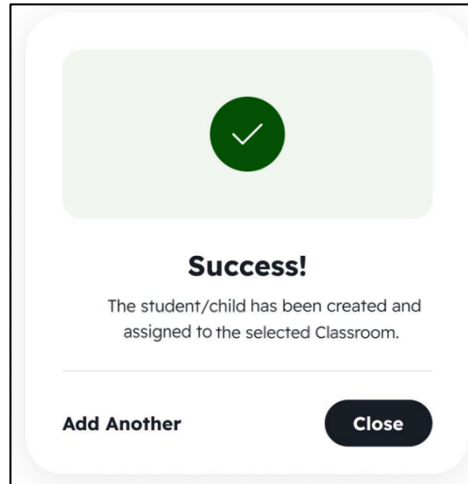 Success!
The student/child has been created and
assigned to the selected Classroom.
Add Another
Close